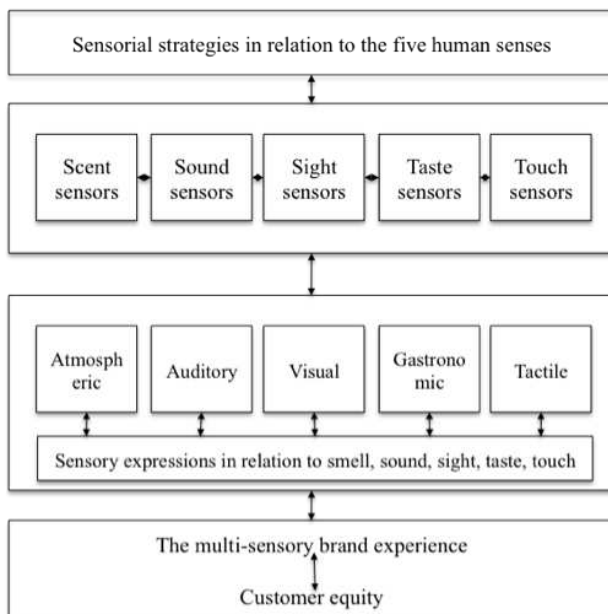 Sensorial strategies in relation to the five human senses
Scent
sensors
Sound
sensors
Sight
sensors
Taste
sensors
Touch
sensors
Atmosph
eric
Auditory
Visual
Gastrono
mic
Tactile
Sensory expressions in relation to smell, sound, sight, taste, touch
The multi-sensory brand experience
Customer equity